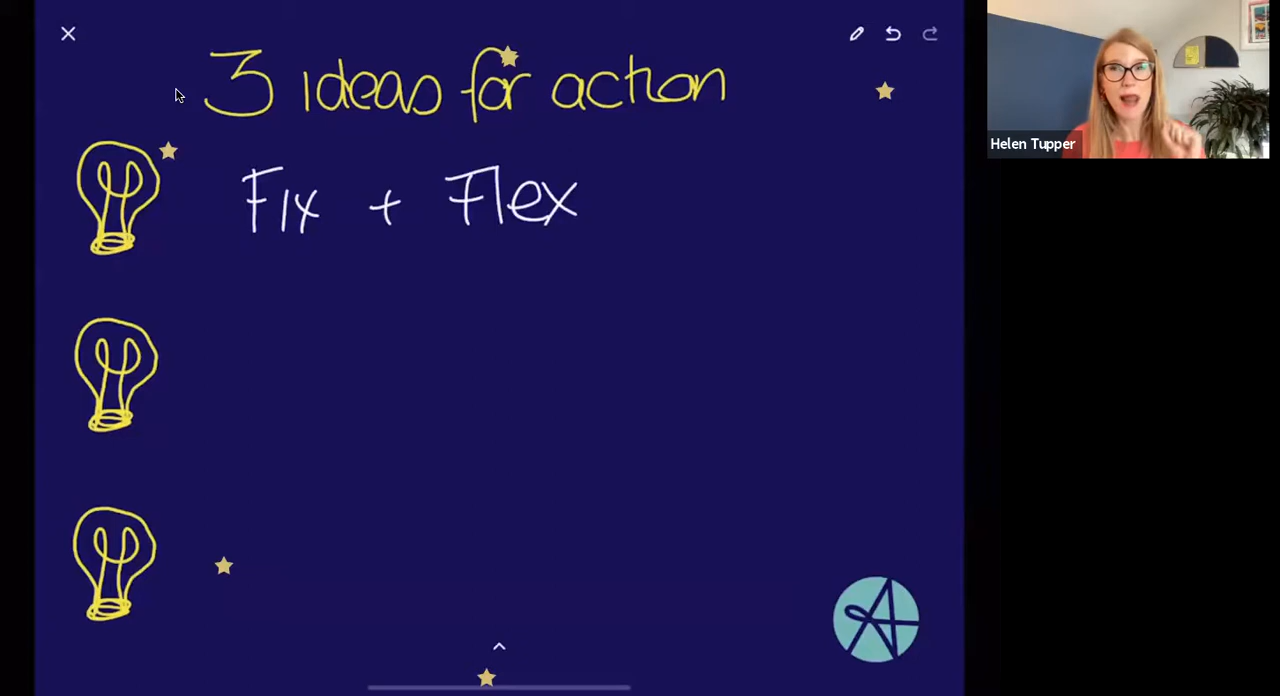 3 ideas for action
Fix + Flex
Helen Tupper